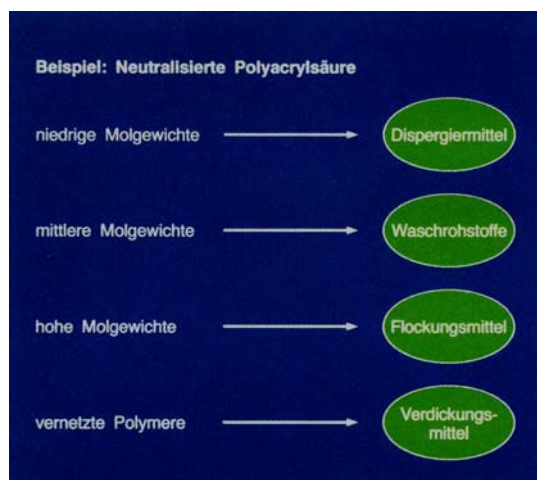 Beispiel: Neutralisierte Polyacrylsäure
niedrige Molgewichte
Dispergiermittel
mittlere Molgewichte
Waschrohstoffe
hohe Molgewichte
Flockungsmittel
vernetzte Polymere
Verdickungs-
mittel